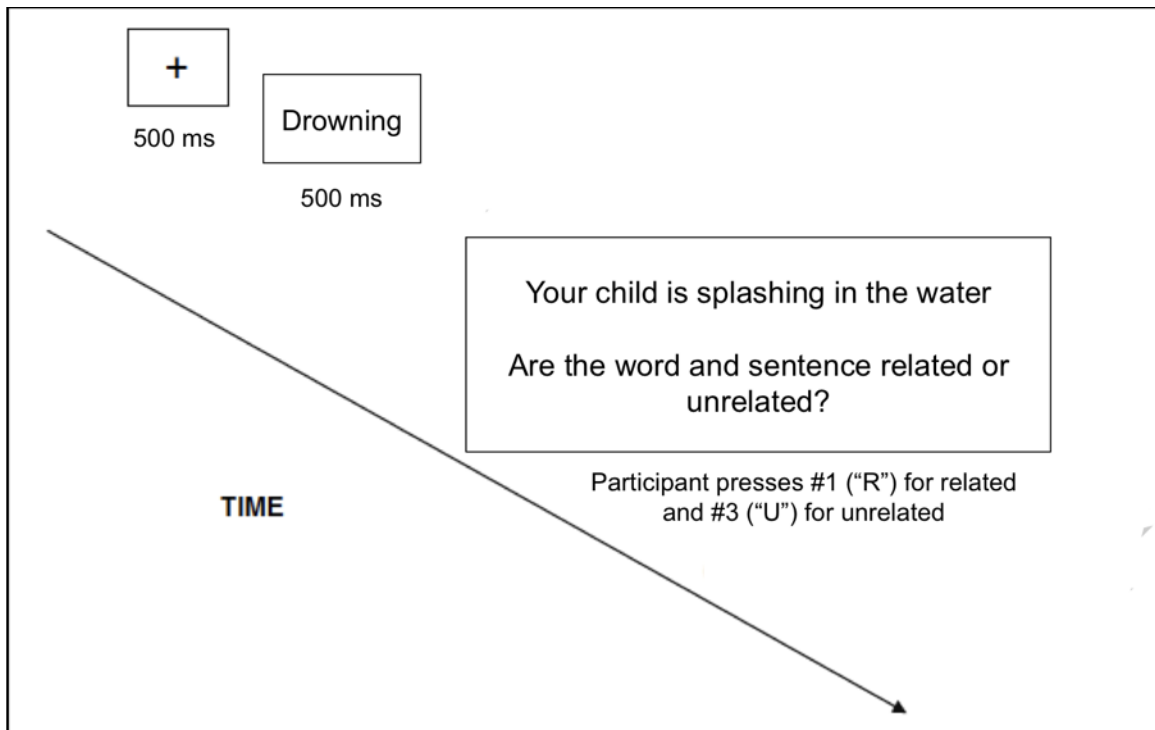 +
500 ms
Drowning
500 ms
Your child is splashing in the water
Are the word and sentence related or
unrelated?
Participant presses #1 (“R”) for related
and #3 (“U”) for unrelated
TIME